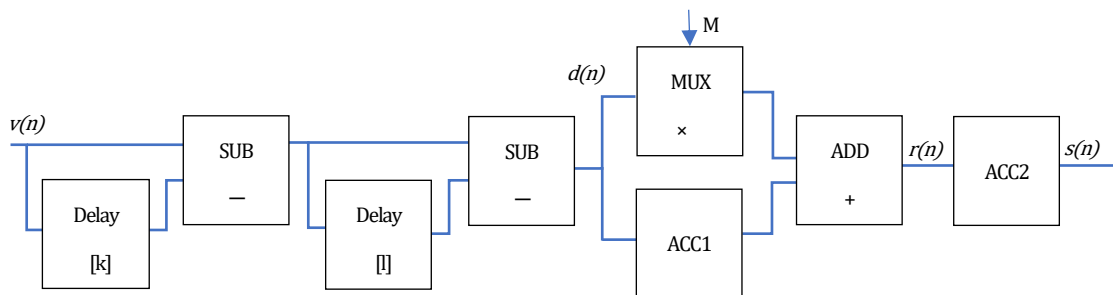 M
d(n)
MUX
×
v(n)
SUB
—
SUB
—
ADD
+
r(n)
ACC2
s(n)
Delay
[k]
Delay
[l]
ACC1